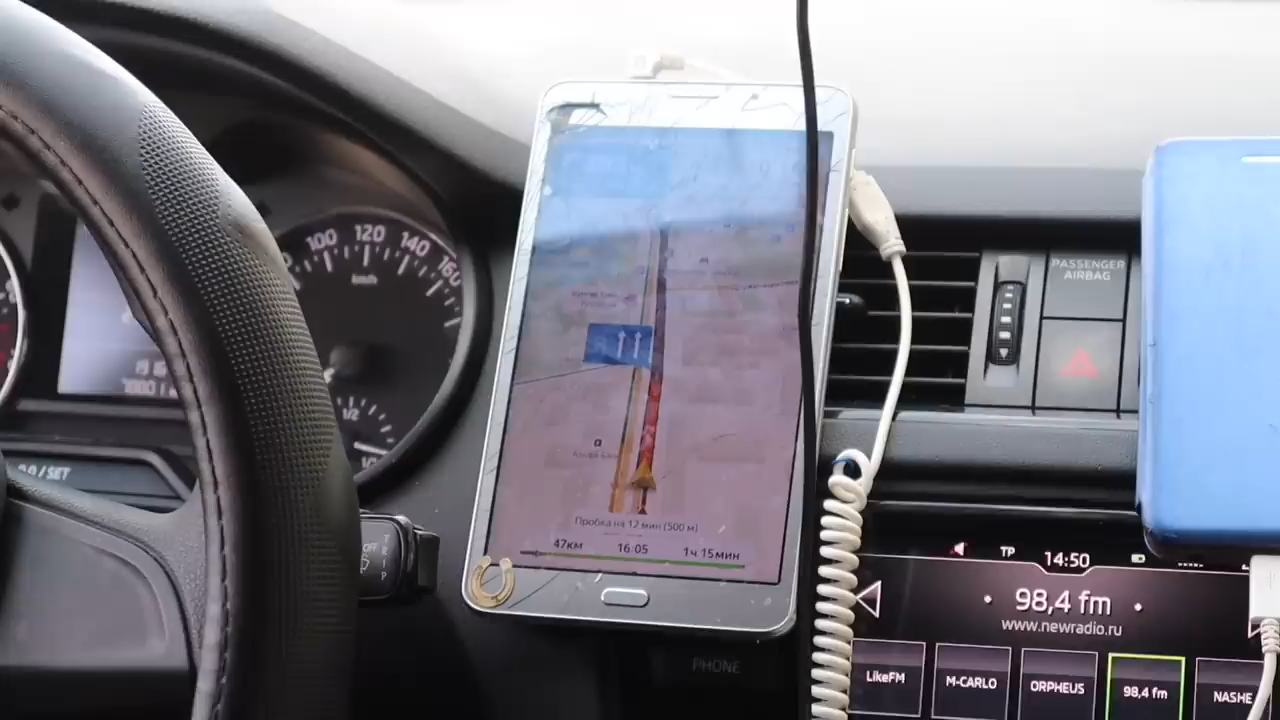 100 120 140 160
km/h
1/2
.0/SET
OFF
TRIP
Пробка на 12 мин (500 м)
47км 16:05 1ч 15мин
PASSENGER
AIRBAG
TP 14:50
98,4 fm
www.newradio.ru
LikeFM M-CARLO ORPHEUS 98,4 fm NASHE
PHONE